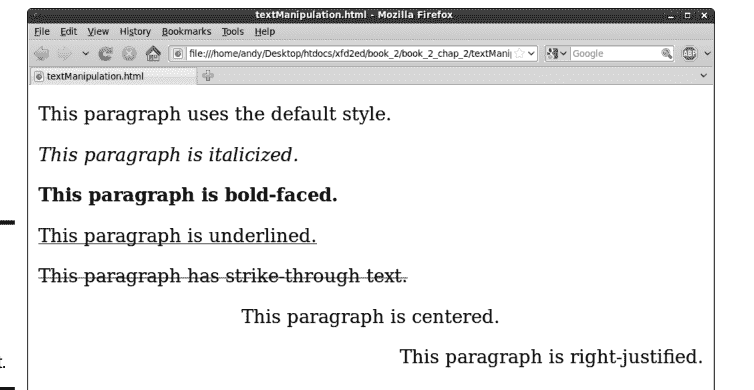 textManipulation.html - Mozilla Firefox
File Edit View History Bookmarks Tools Help
file:///home/andy/Desktop/htdocs/xfd2ed/book_2/book_2_chap_2/textMani Google
textManipulation.html
This paragraph uses the default style.
This paragraph is italicized.
This paragraph is bold-faced.
This paragraph is underlined.
This paragraph has strike-through text.
This paragraph is centered.
This paragraph is right-justified.